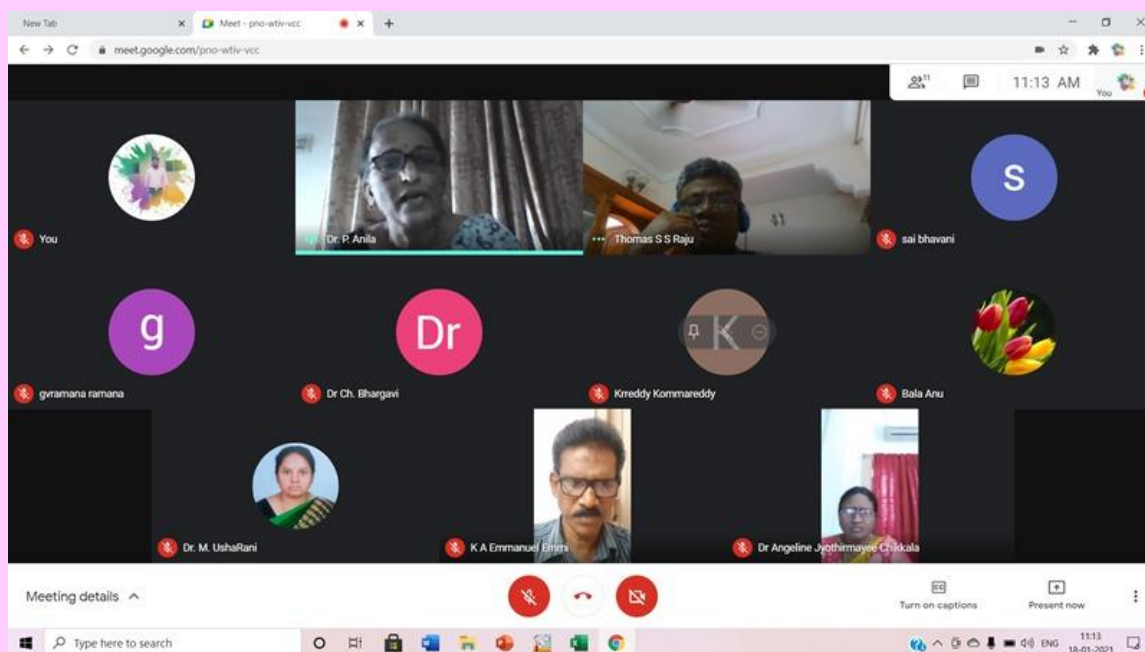 New Tab
Meet - pno-wtiv-vcc
meet.google.com/pno-wtiv-vcc
11
11:13 AM
You
You
Dr. P. Anila
Thomas S S Raju
S
sai bhavani
g
gvramana ramana
Dr
Dr Ch. Bhargavi
K
Krreddy Kommareddy
Bala Anu
Dr. M. UshaRani
K A Emmanuel Emmi
Dr Angeline Jyothirmayee Chikkala
Meeting details
CC
Turn on captions
Present now
Type here to search
ENG
11:13
18-01-2021